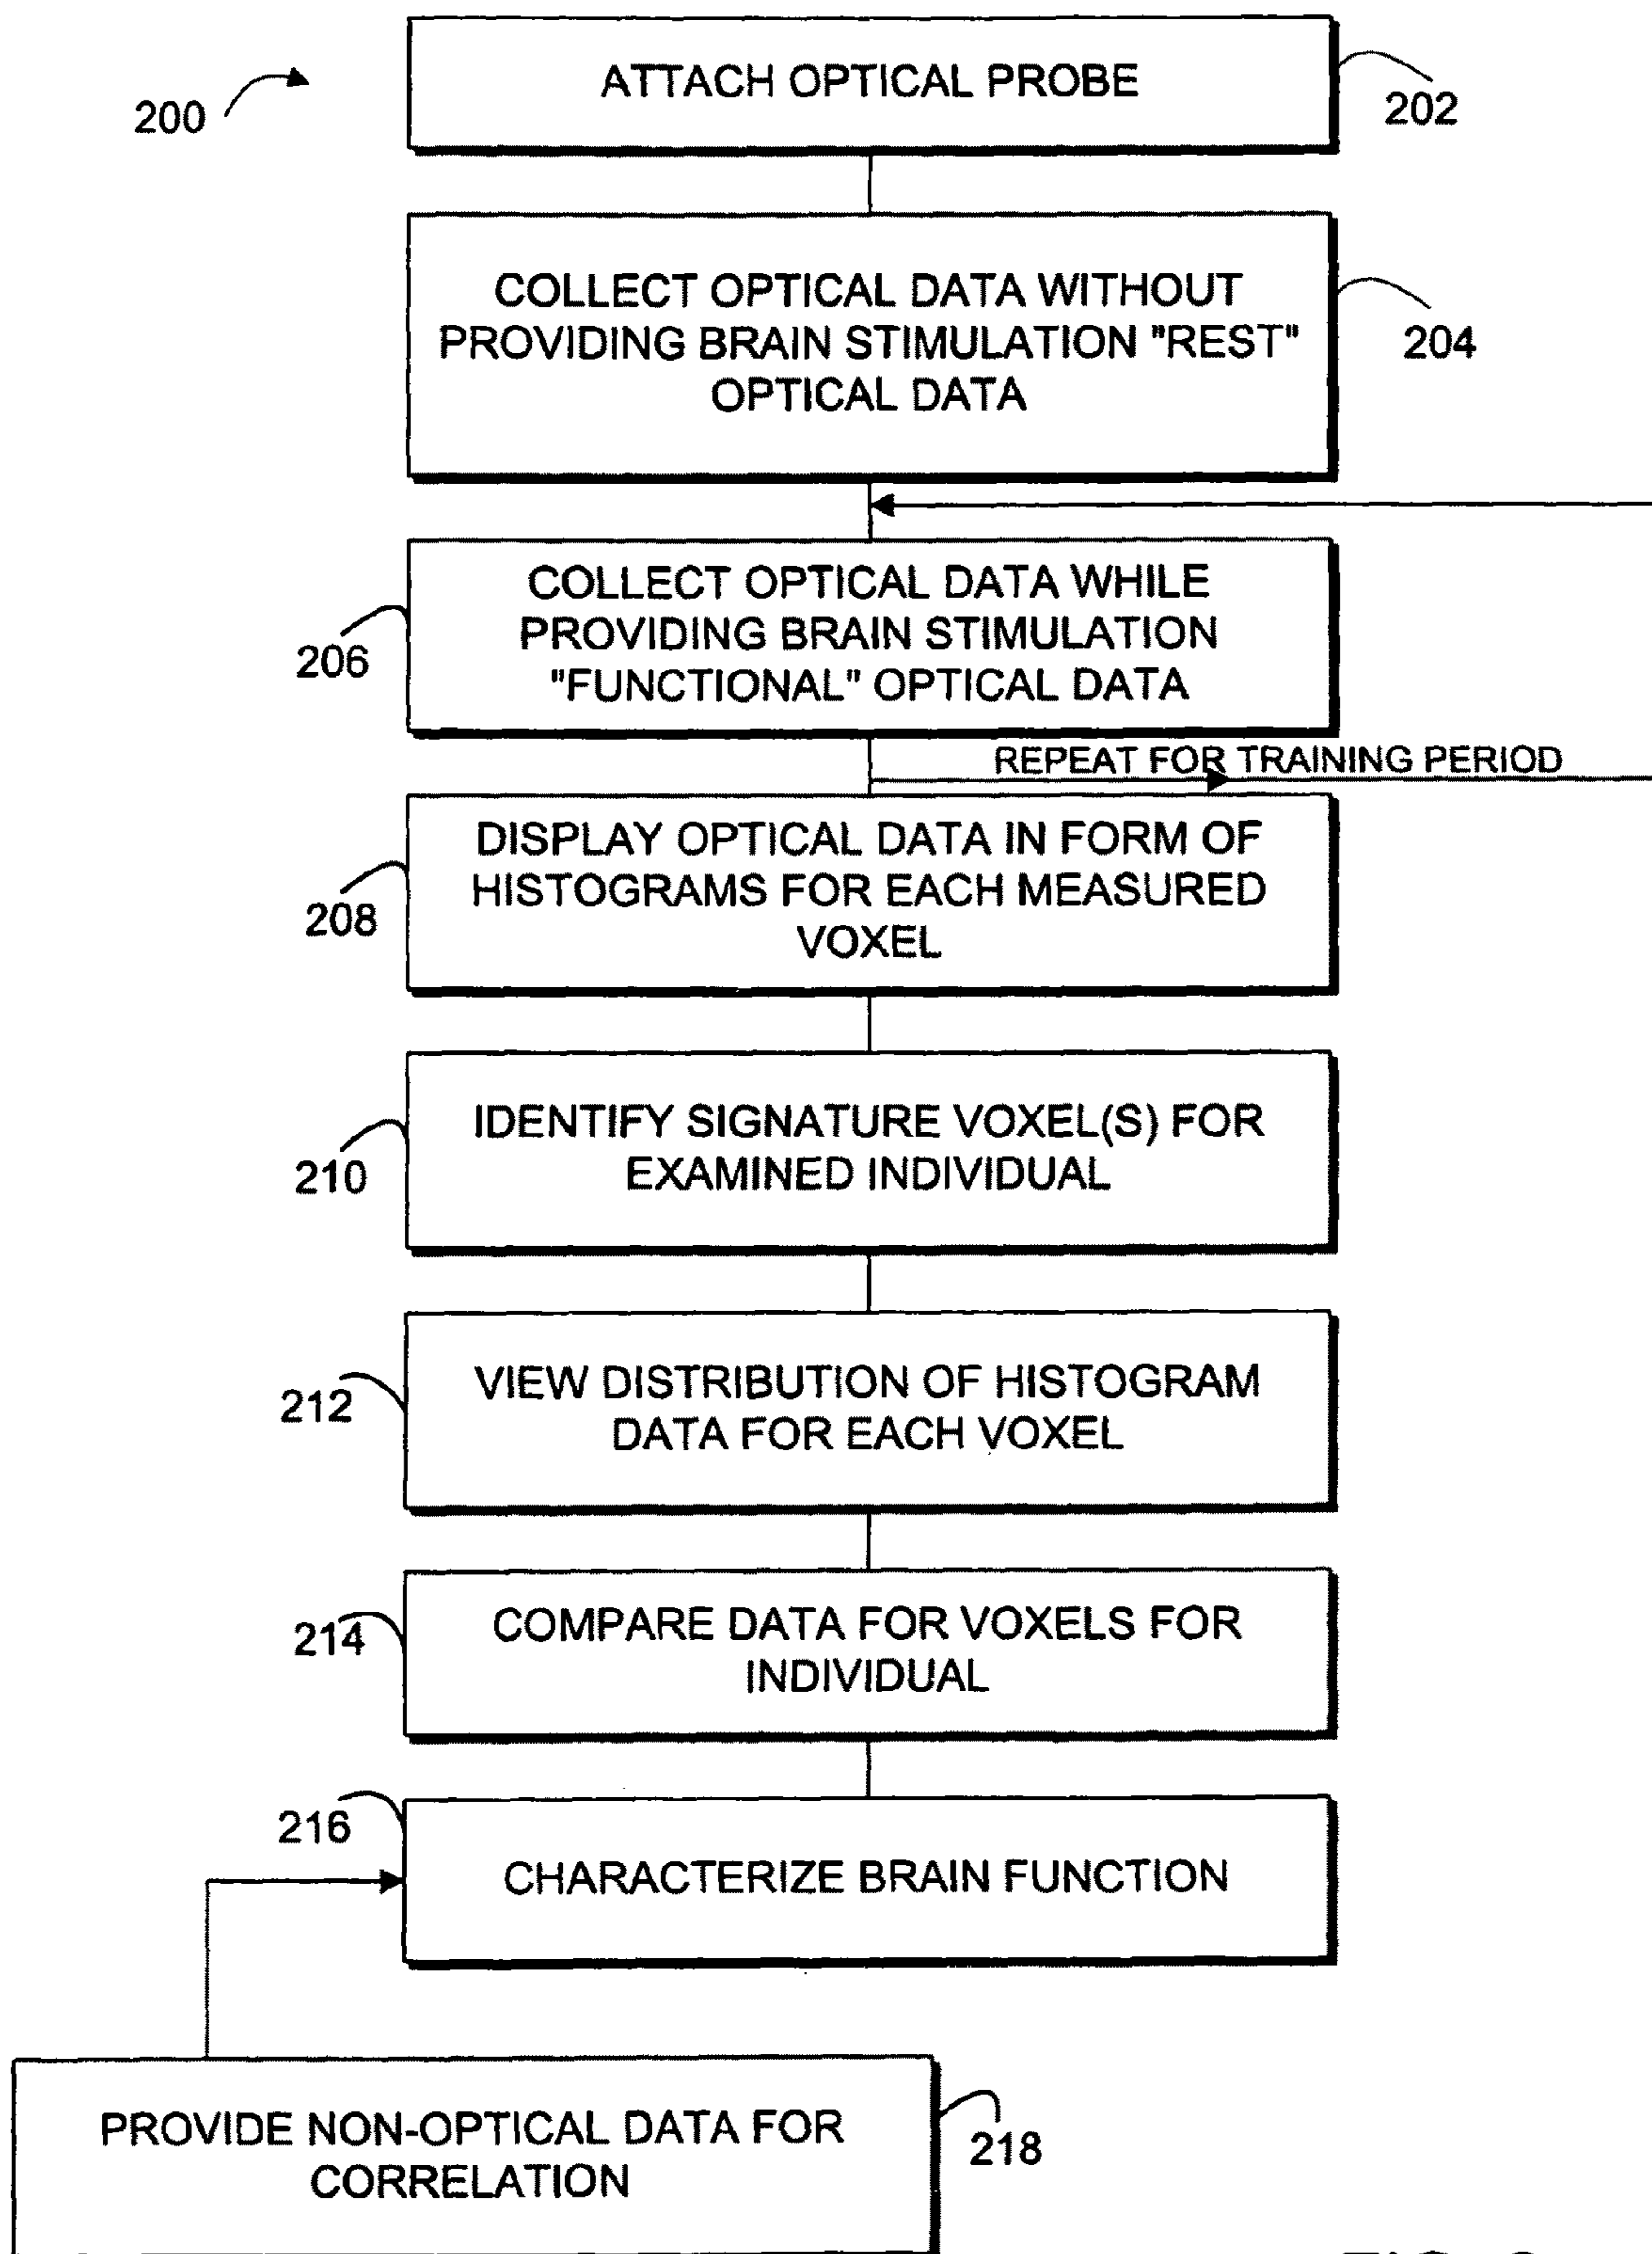 200
ATTACH OPTICAL PROBE
202
COLLECT OPTICAL DATA WITHOUT
PROVIDING BRAIN STIMULATION "REST"
OPTICAL DATA
204
COLLECT OPTICAL DATA WHILE
PROVIDING BRAIN STIMULATION
"FUNCTIONAL" OPTICAL DATA
206
REPEAT FOR TRAINING PERIOD
DISPLAY OPTICAL DATA IN FORM OF
HISTOGRAMS FOR EACH MEASURED
VOXEL
208
IDENTIFY SIGNATURE VOXEL(S) FOR
EXAMINED INDIVIDUAL
210
VIEW DISTRIBUTION OF HISTOGRAM
DATA FOR EACH VOXEL
212
COMPARE DATA FOR VOXELS FOR
INDIVIDUAL
214
216
CHARACTERIZE BRAIN FUNCTION
PROVIDE NON-OPTICAL DATA FOR
CORRELATION
218